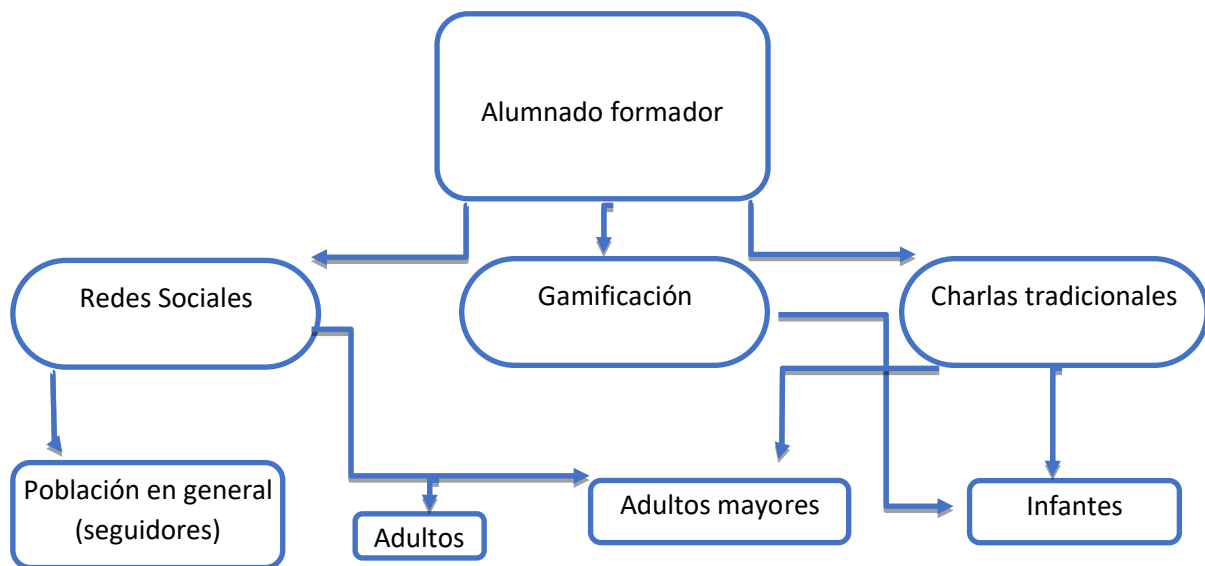 Alumnado formador
Redes Sociales
Gamificación
Charlas tradicionales
Población en general
(seguidores)
Adultos
Adultos mayores
Infantes